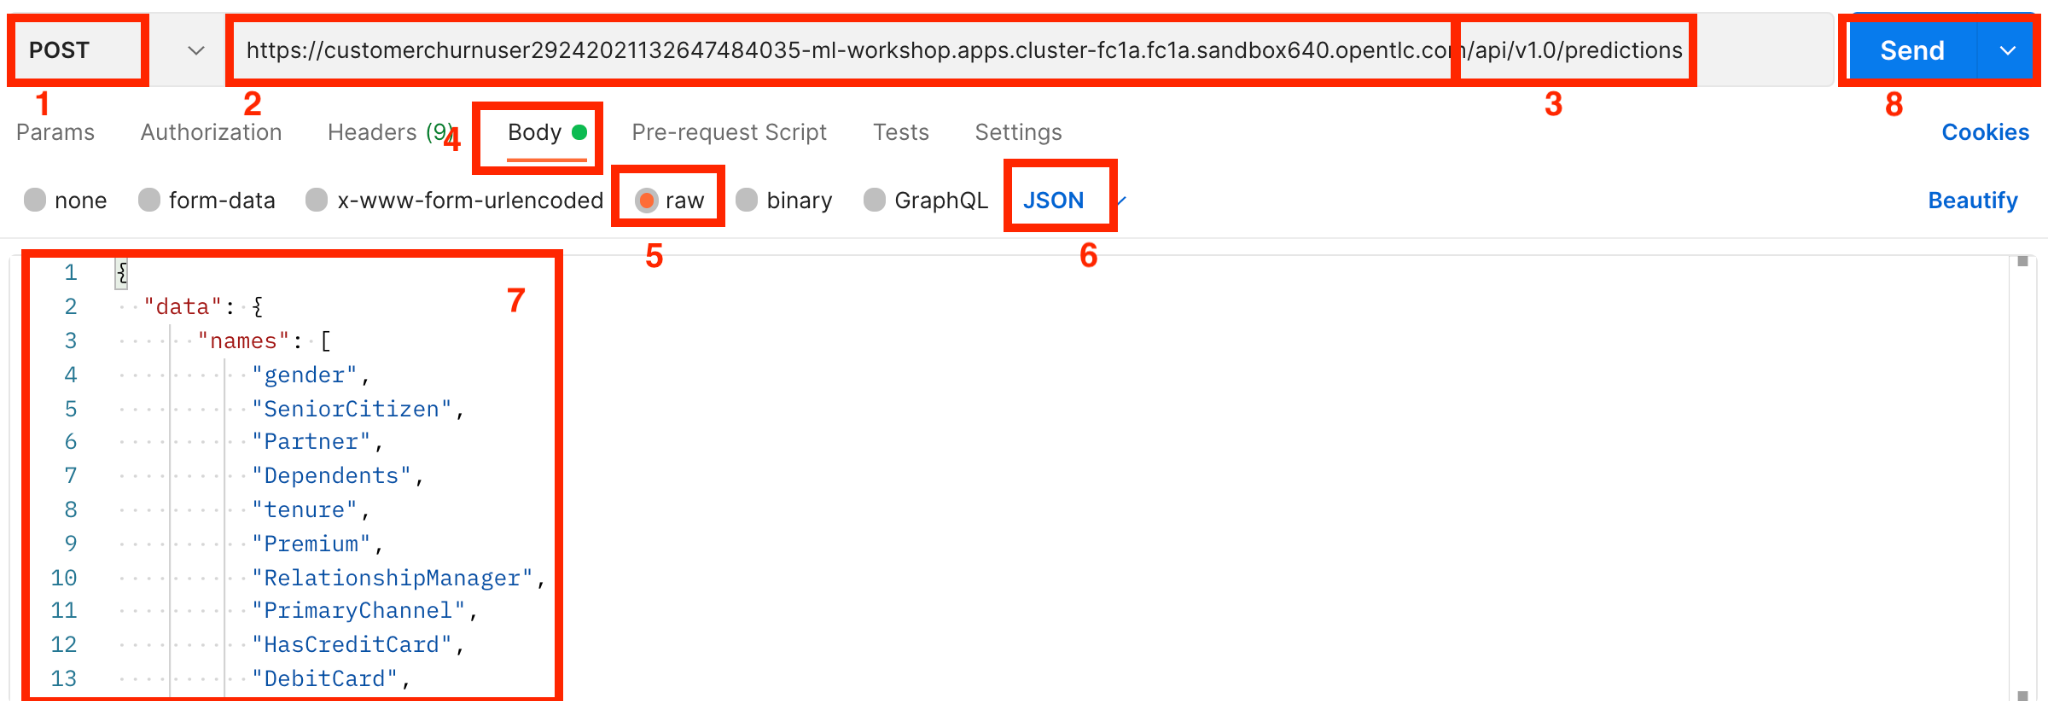 POST https://customerchurnuser29242021132647484035-ml-workshop.apps.cluster-fc1a.fc1a.sandbox640.opentlc.com/api/v1.0/predictions Send
1 2 3 8
Params Authorization Headers (9) 4 Body Pre-request Script Tests Settings Cookies
none form-data x-www-form-urlencoded raw binary GraphQL JSON Beautify
5 6
1 {
2 "data": { 7
3 "names": [
4 "gender",
5 "SeniorCitizen",
6 "Partner",
7 "Dependents",
8 "tenure",
9 "Premium",
10 "RelationshipManager",
11 "PrimaryChannel",
12 "HasCreditCard",
13 "DebitCard",